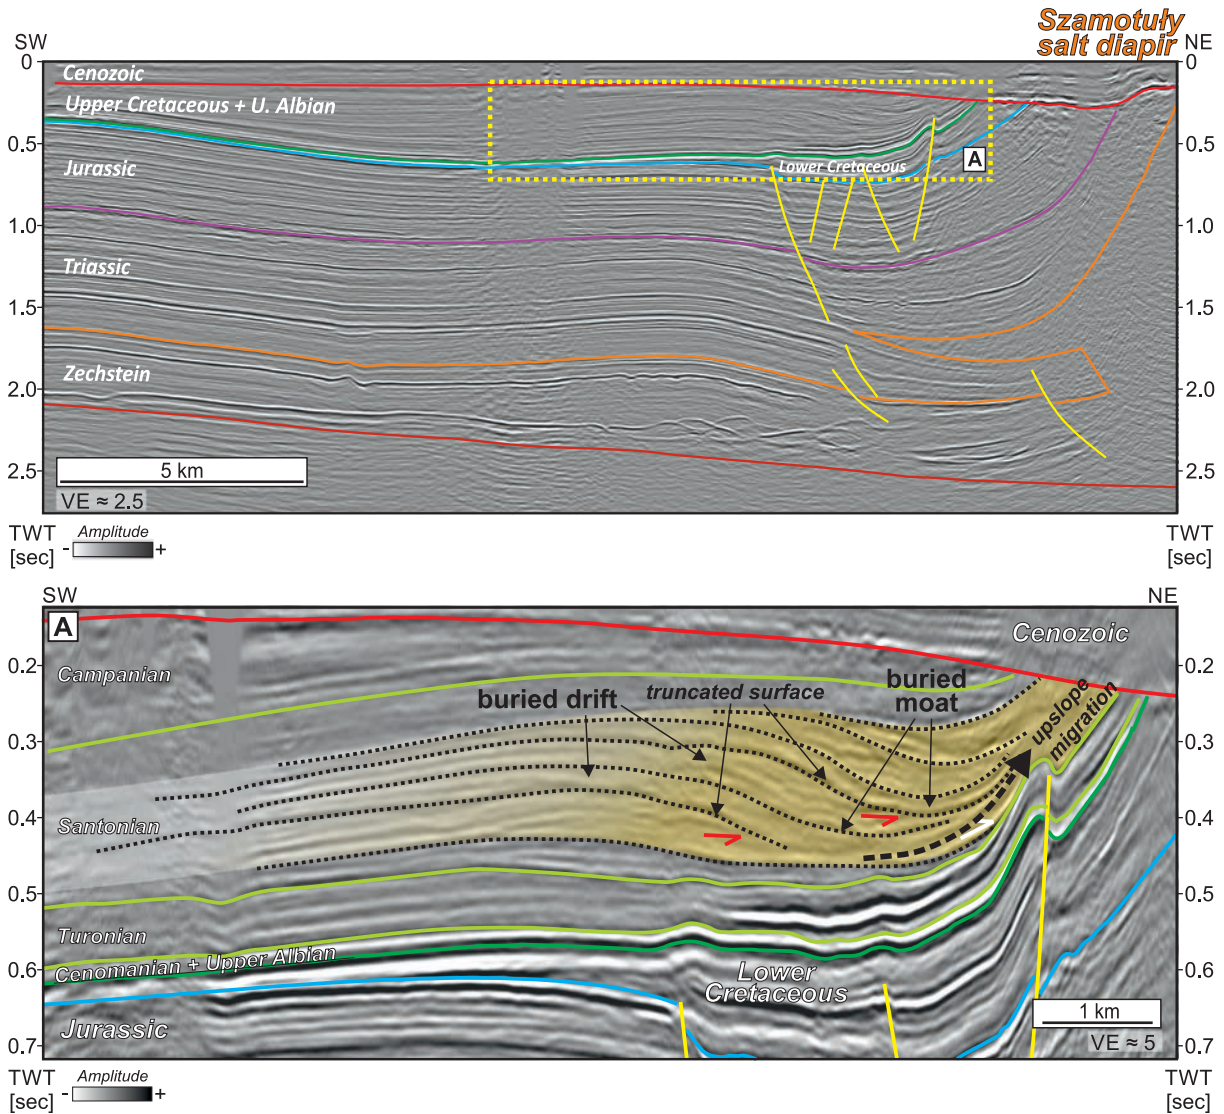 Szamotuły
salt diapir
SW
NE
0
0
Cenozoic
Upper Cretaceous + U. Albian
0.5
0.5
Jurassic
Lower Cretaceous
A
1.0
1.0
Triassic
1.5
1.5
Zechstein
2.0
2.0
2.5
2.5
5 km
VE ≈ 2.5
TWT
[sec]
Amplitude
- +
TWT
[sec]
SW
NE
A
Cenozoic
0.2
0.2
Campanian
buried drift
truncated surface
buried
moat
upslope
migration
0.3
0.3
0.4
0.4
Santonian
0.5
0.5
Turonian
Cenomanian + Upper Albian
0.6
0.6
Lower
Cretaceous
Jurassic
1 km
VE ≈ 5
0.7
0.7
TWT
[sec]
Amplitude
- +
TWT
[sec]